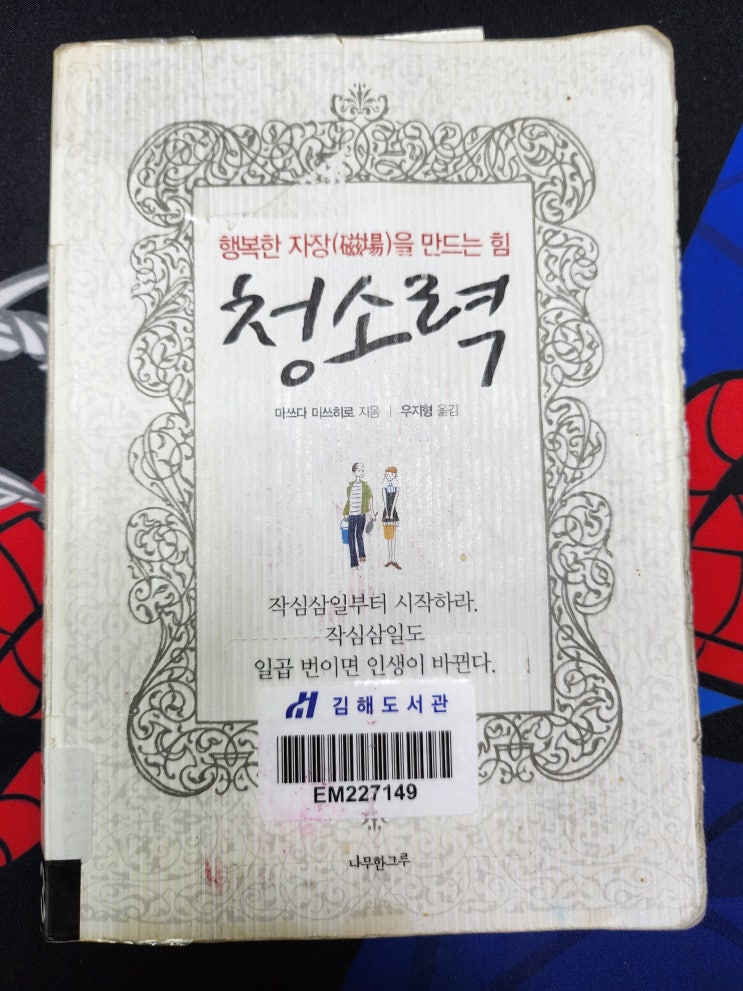 행복한 자장(磁場)을 만드는 힘
청소력
마쓰다 미쓰히로 지음 | 우지형 옮김
작심삼일부터 시작하라.
작심삼일도
일곱 번이면 인생이 바뀐다.
김해도서관
EM227149
나무한그루